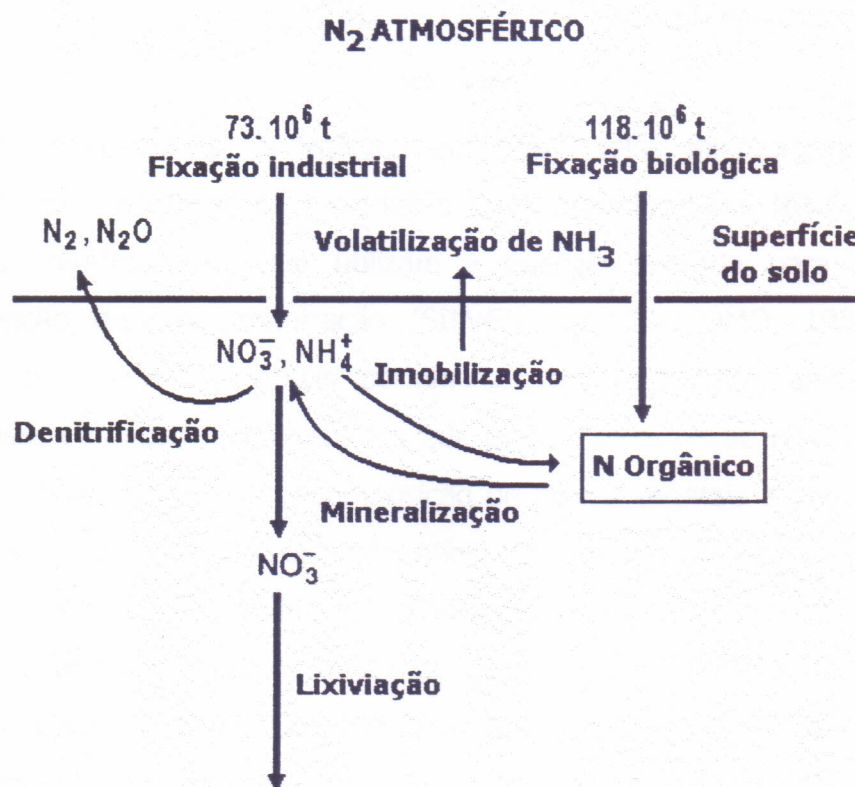 N₂ ATMOSFÉRICO
73.10⁶ t
Fixação industrial
118.10⁶ t
Fixação biológica
N₂, N₂O
Volatilização de NH₃
Superfície
do solo
NO₃⁻, NH₄⁺
Imobilização
Denitrificação
N Orgânico
Mineralização
NO₃⁻
Lixiviação